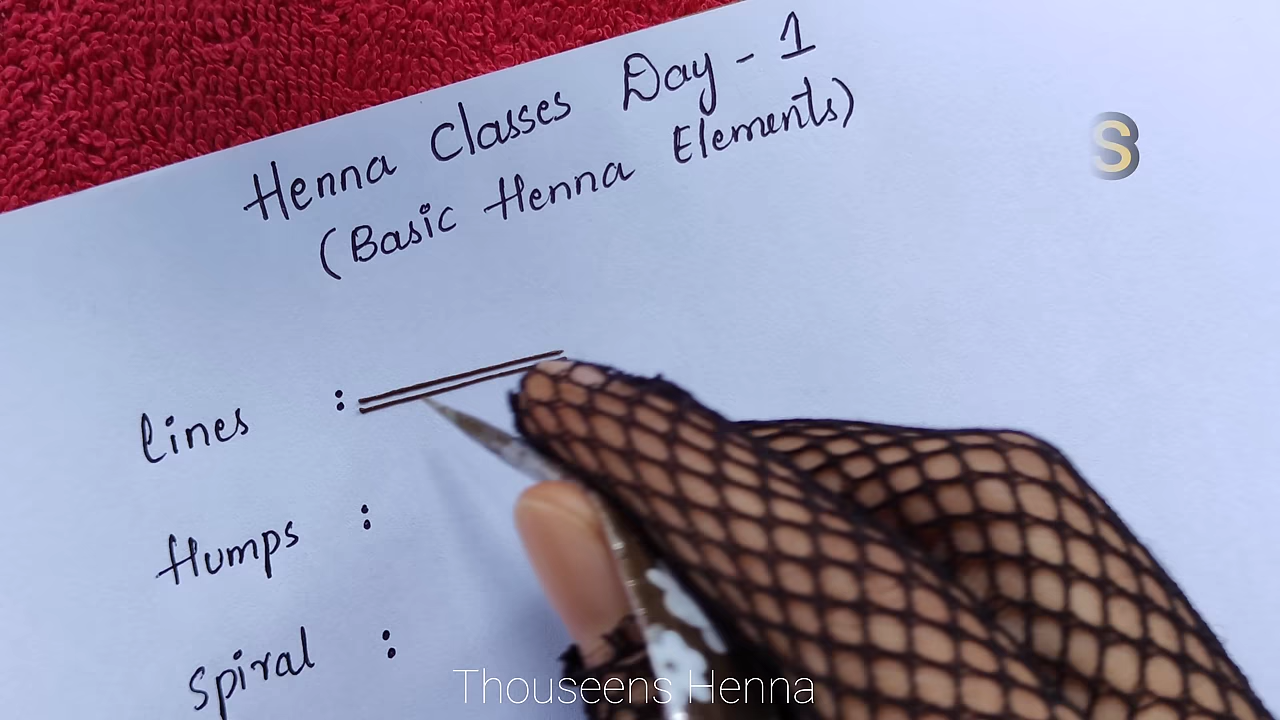 Henna Classes Day - 1
(Basic Henna Elements)
S
lines :
Humps :
Spiral :
Thouseens Henna